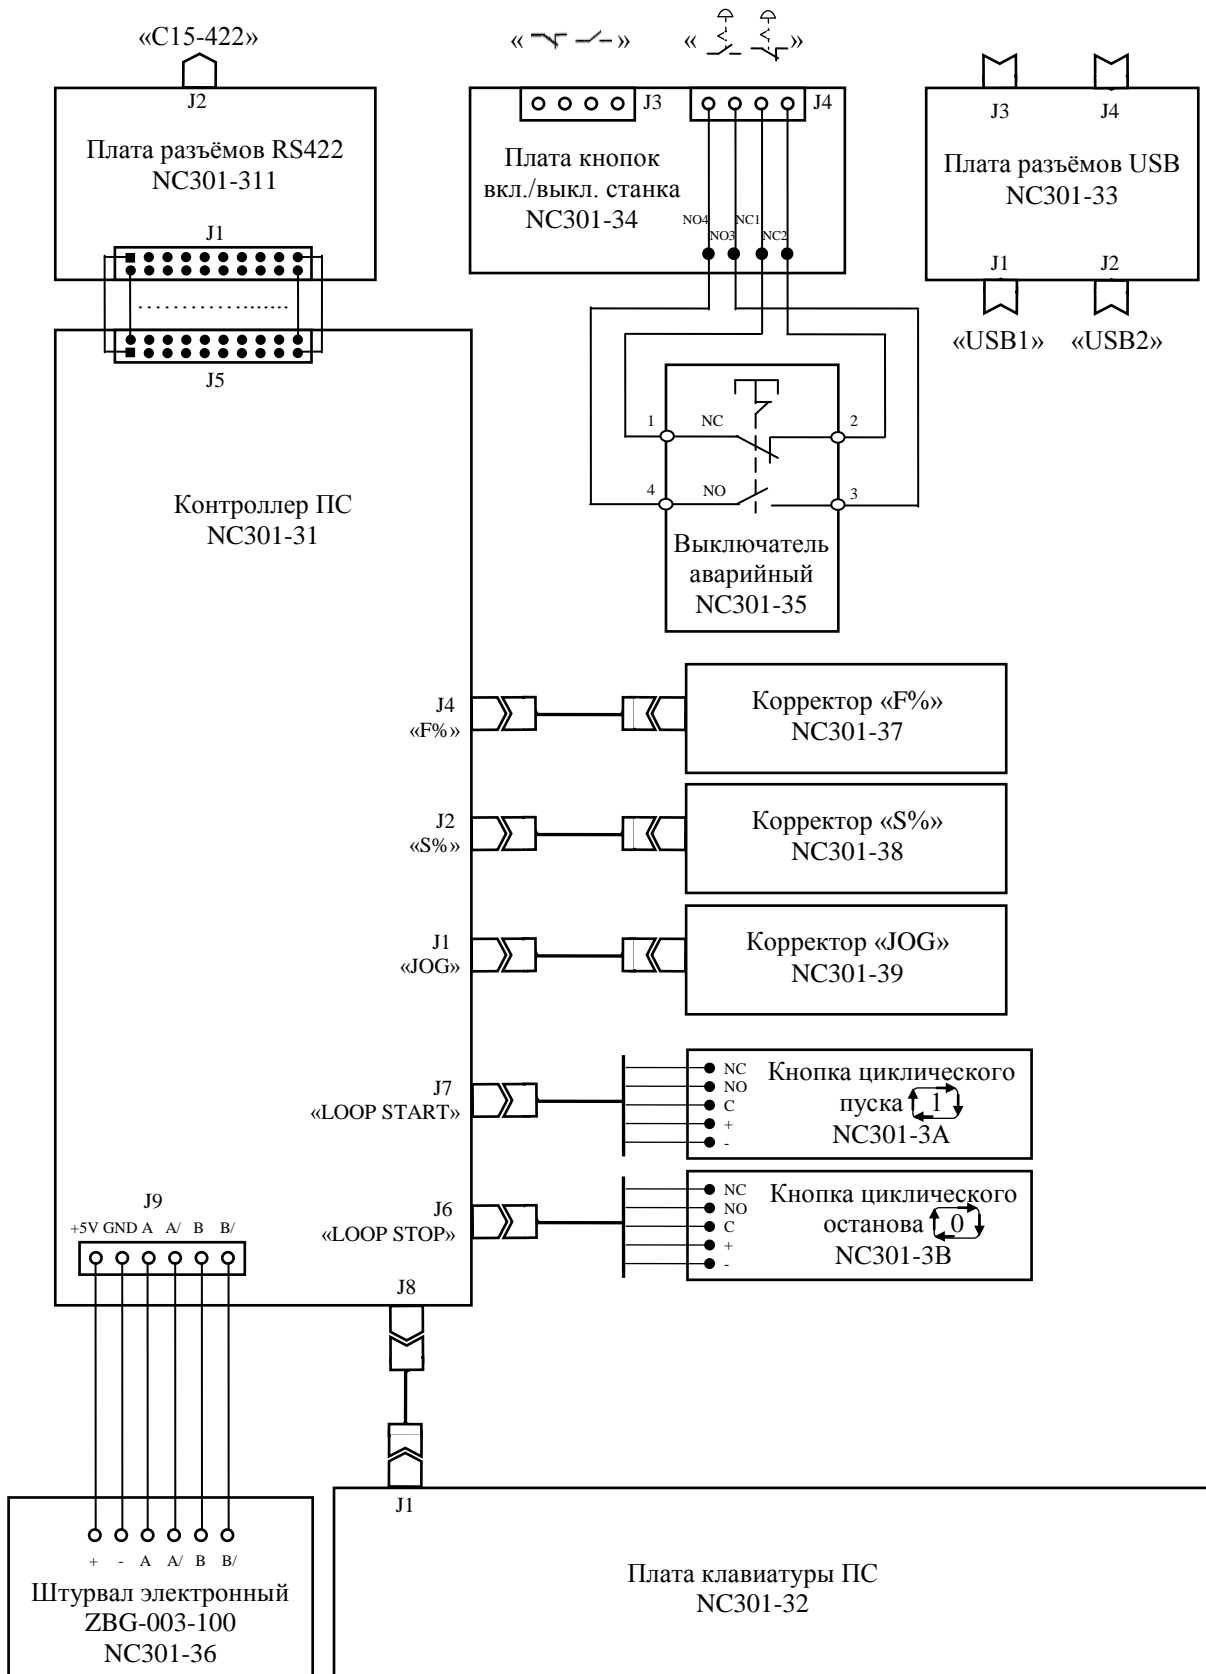 «C15-422»
J2
Плата разъёмов RS422
NC301-311
J1
J5
« »
« »
J3
J4
Плата кнопок
вкл./выкл. станка
NC301-34
NO4
NO3
NC1
NC2
J3
J4
Плата разъёмов USB
NC301-33
J1
J2
«USB1»
«USB2»
1
NC
2
4
NO
3
Выключатель
аварийный
NC301-35
Контроллер ПС
NC301-31
J4
«F%»
Корректор «F%»
NC301-37
J2
«S%»
Корректор «S%»
NC301-38
J1
«JOG»
Корректор «JOG»
NC301-39
J7
«LOOP START»
NC
NO
C
+
-
Кнопка циклического
пуска 1
NC301-3A
J6
«LOOP STOP»
NC
NO
C
+
-
Кнопка циклического
останова 0
NC301-3B
J9
+5V GND A A/ B B/
J8
J1
+ - A A/ B B/
Штурвал электронный
ZBG-003-100
NC301-36
Плата клавиатуры ПС
NC301-32